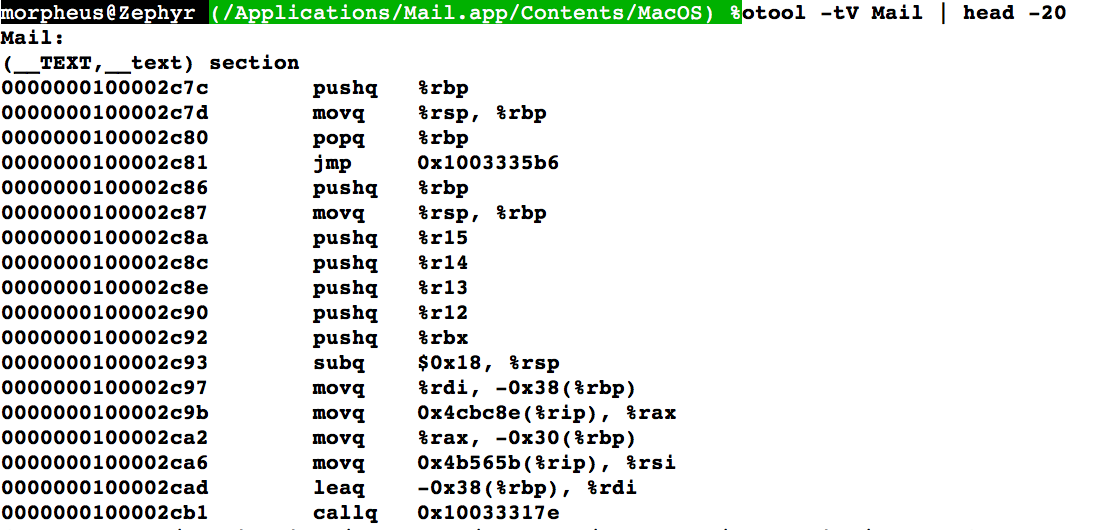 morpheus@Zephyr (/Applications/Mail.app/Contents/MacOS) %otool -tV Mail | head -20
Mail:
(__TEXT,__text) section
0000000100002c7c pushq %rbp
0000000100002c7d movq %rsp, %rbp
0000000100002c80 popq %rbp
0000000100002c81 jmp 0x1003335b6
0000000100002c86 pushq %rbp
0000000100002c87 movq %rsp, %rbp
0000000100002c8a pushq %r15
0000000100002c8c pushq %r14
0000000100002c8e pushq %r13
0000000100002c90 pushq %r12
0000000100002c92 pushq %rbx
0000000100002c93 subq $0x18, %rsp
0000000100002c97 movq %rdi, -0x38(%rbp)
0000000100002c9b movq 0x4cbc8e(%rip), %rax
0000000100002ca2 movq %rax, -0x30(%rbp)
0000000100002ca6 movq 0x4b565b(%rip), %rsi
0000000100002cad leaq -0x38(%rbp), %rdi
0000000100002cb1 callq 0x10033317e